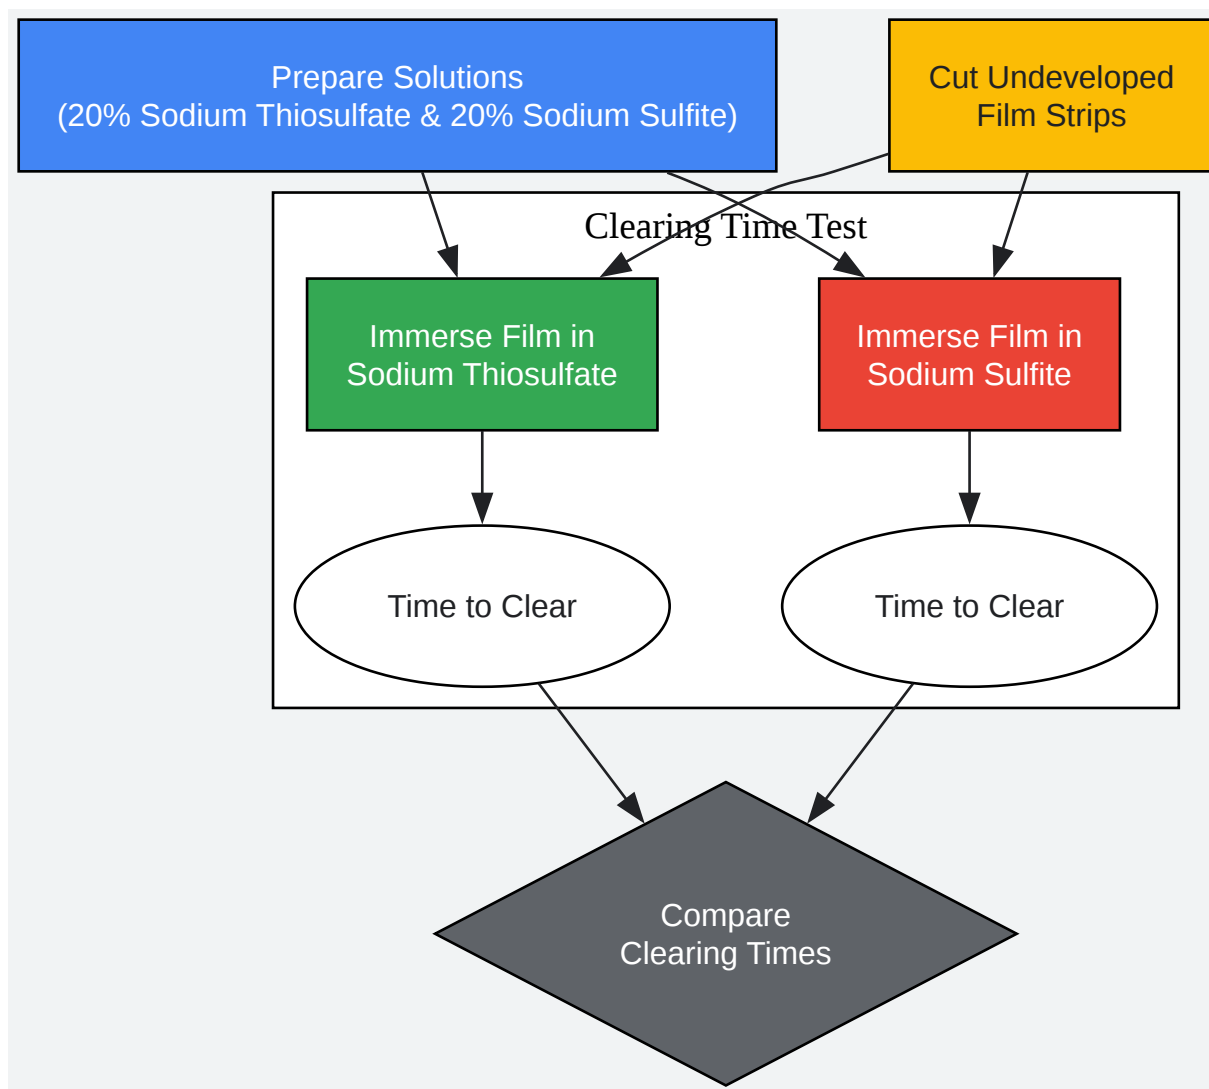 Prepare Solutions
(20% Sodium Thiosulfate & 20% Sodium Sulfite)
Cut Undeveloped
Film Strips
Clearing Time Test
Immerse Film in
Sodium Thiosulfate
Immerse Film in
Sodium Sulfite
Time to Clear
Time to Clear
Compare
Clearing Times